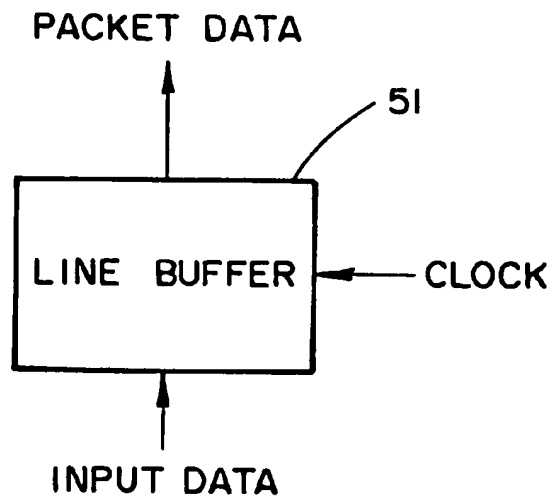 PACKET DATA
51
LINE BUFFER
CLOCK
INPUT DATA